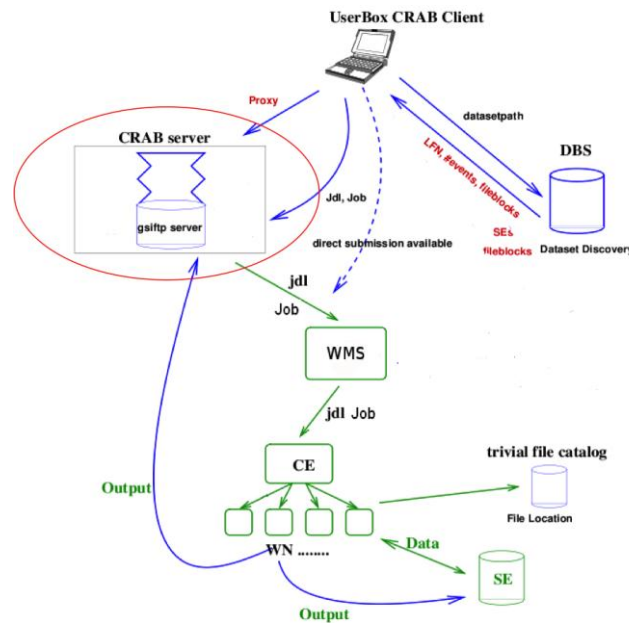 UserBox CRAB Client
Proxy
CRAB server
gsiftp server
Jdl, Job
direct submission available
datasetpath
LFN, #events, fileblocks
SEs,
fileblocks
DBS
Dataset Discovery
jdl
Job
WMS
jdl Job
CE
WN ........
Output
trivial file catalog
File Location
Data
SE
Output